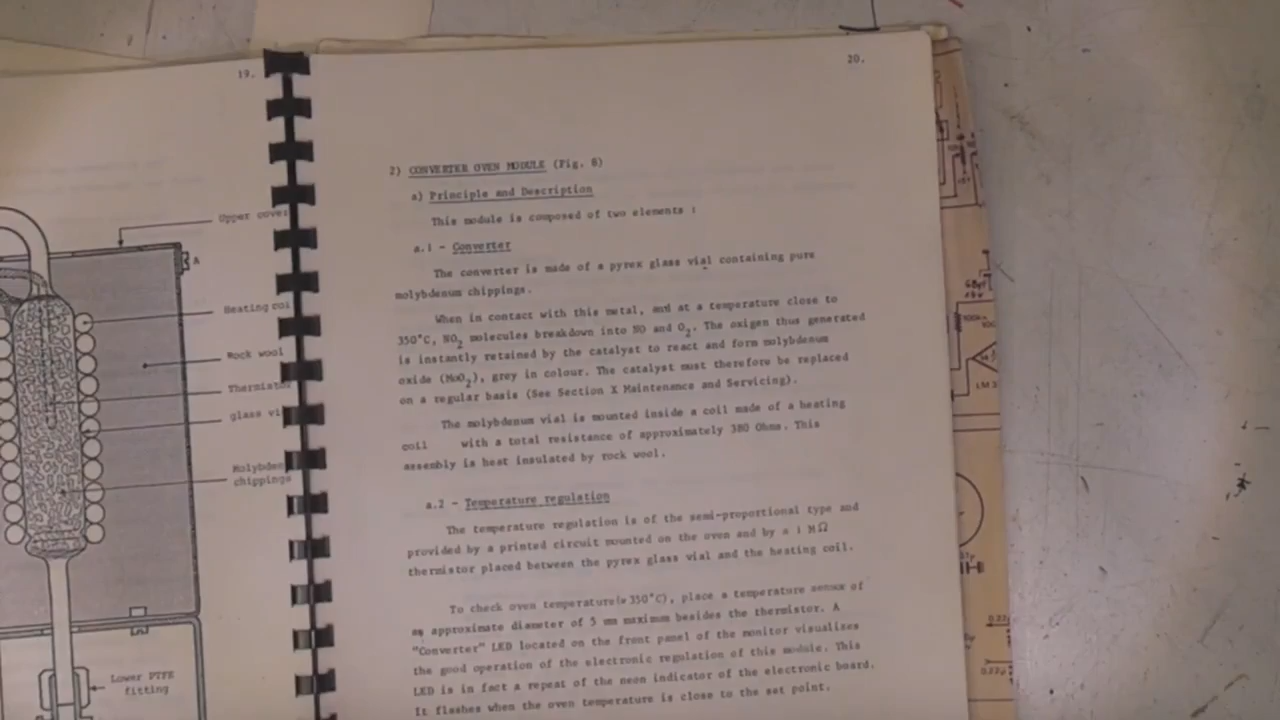 19.
Upper cover
A
Heating coi
Rock wool
Thermistor
glass vi
Molybden
chippings
Lower PTFE
fitting
20.
2) CONVERTER OVEN MODULE (Fig. 8)
a) Principle and Description
This module is composed of two elements :
a.1 - Converter
The converter is made of a pyrex glass vial containing pure
molybdenum chippings.
When in contact with this metal, and at a temperature close to
350°C, NO2 molecules breakdown into NO and O2. The oxigen thus generated
is instantly retained by the catalyst to react and form molybdenum
oxide (MoO2), grey in colour. The catalyst must therefore be replaced
on a regular basis (See Section X Maintenance and Servicing).
The molybdenum vial is mounted inside a coil made of a heating
coil with a total resistance of approximately 380 Ohms. This
assembly is heat insulated by rock wool.
a.2 - Temperature regulation
The temperature regulation is of the semi-proportional type and
provided by a printed circuit mounted on the oven and by a 1 MΩ
thermistor placed between the pyrex glass vial and the heating coil.
To check oven temperature (≃ 350°C), place a temperature sensor of
approximate diameter of 5 mm maximum besides the thermistor. A
"Converter" LED located on the front panel of the monitor visualizes
the good operation of the electronic regulation of this module. This
LED is in fact a repeat of the neon indicator of the electronic board.
It flashes when the oven temperature is close to the set point.
68µF
100k
LM 3
0.22
0.22µ